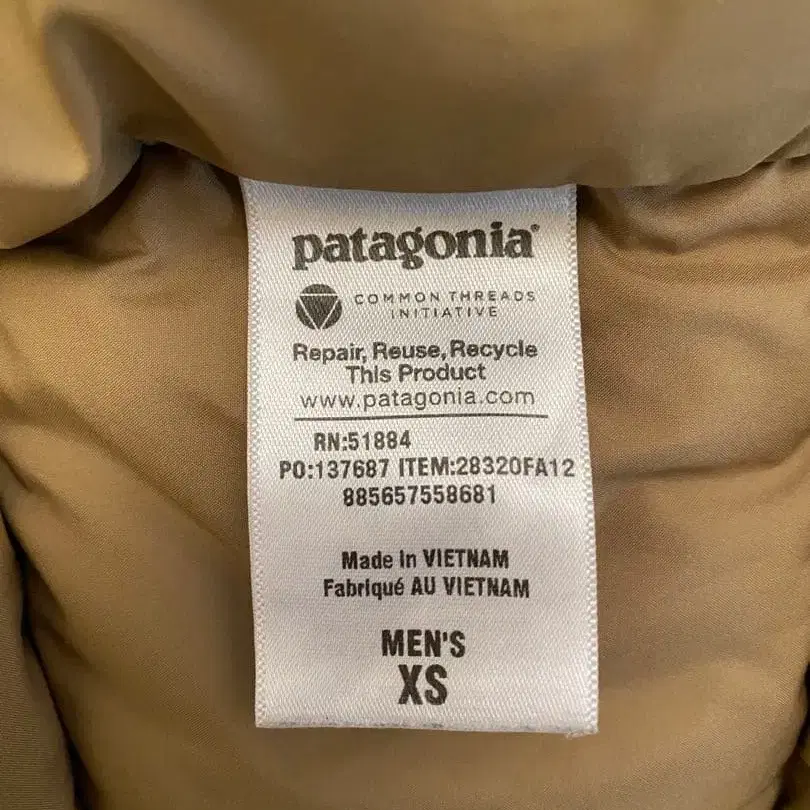 patagonia®
COMMON THREADS
INITIATIVE
Repair, Reuse, Recycle
This Product
www.patagonia.com
RN:51884
PO:137687 ITEM:28320FA12
885657558681
Made in VIETNAM
Fabriqué AU VIETNAM
MEN'S
XS